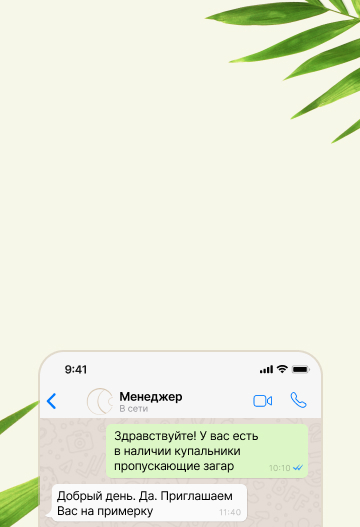 9:41
Менеджер
В сети
Здравствуйте! У вас есть
в наличии купальники
пропускающие загар
10:10
Добрый день. Да. Приглашаем
Вас на примерку
11:40